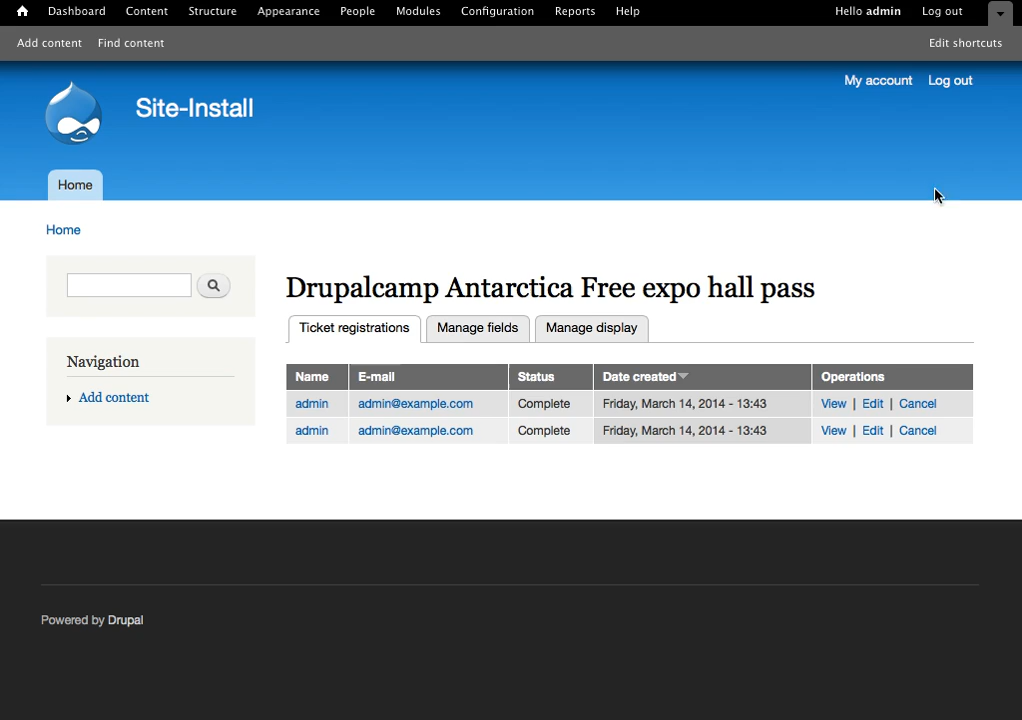 Dashboard Content Structure Appearance People Modules Configuration Reports Help Hello admin Log out
Add content Find content Edit shortcuts
My account Log out
Site-Install
Home
Home
Drupalcamp Antarctica Free expo hall pass
Ticket registrations Manage fields Manage display
Navigation
Add content
Name E-mail Status Date created Operations
admin admin@example.com Complete Friday, March 14, 2014 - 13:43 View | Edit | Cancel
admin admin@example.com Complete Friday, March 14, 2014 - 13:43 View | Edit | Cancel
Powered by Drupal